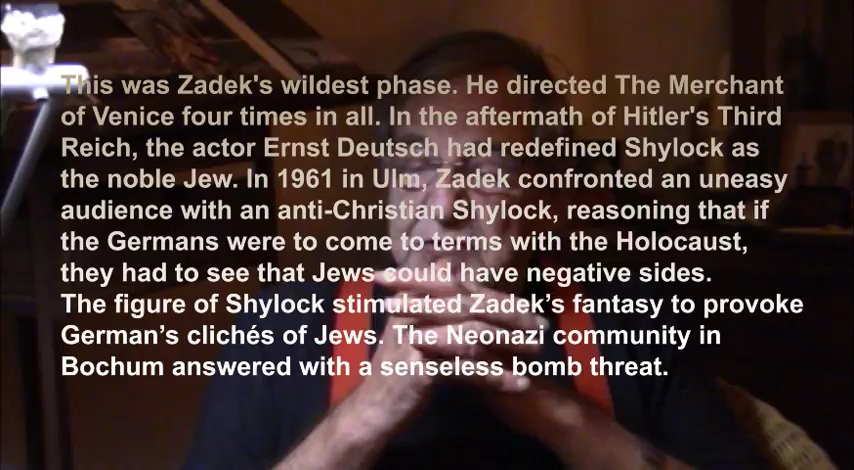 This was Zadek's wildest phase. He directed The Merchant
of Venice four times in all. In the aftermath of Hitler's Third
Reich, the actor Ernst Deutsch had redefined Shylock as
the noble Jew. In 1961 in Ulm, Zadek confronted an uneasy
audience with an anti-Christian Shylock, reasoning that if
the Germans were to come to terms with the Holocaust,
they had to see that Jews could have negative sides.
The figure of Shylock stimulated Zadek’s fantasy to provoke
German’s clichés of Jews. The Neonazi community in
Bochum answered with a senseless bomb threat.